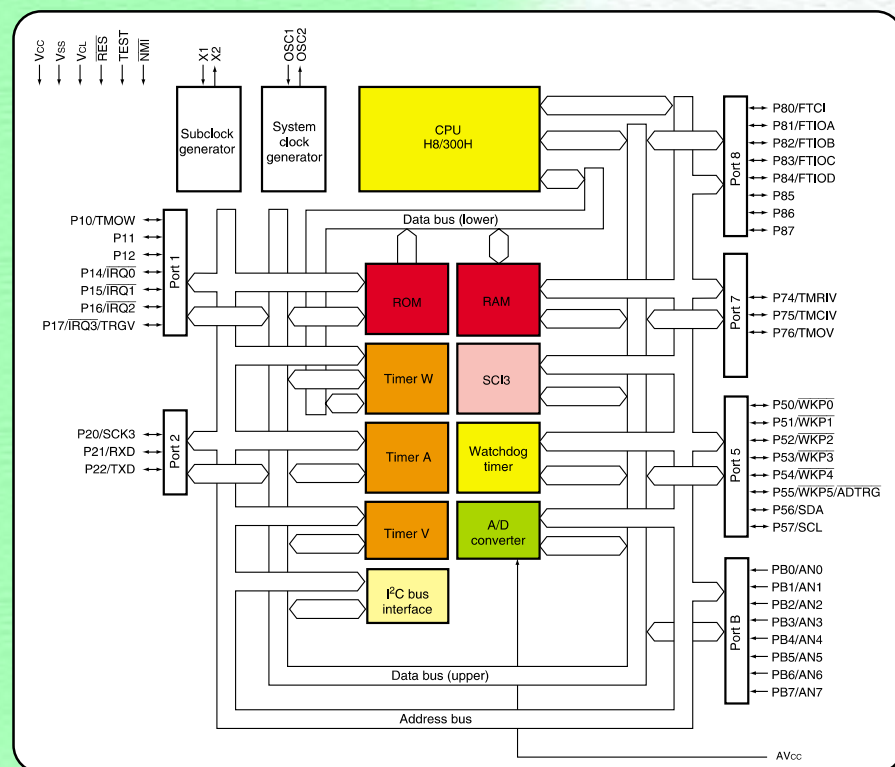 Vcc
Vss
VCL
RES
TEST
NMI
X1
X2
OSC1
OSC2
Subclock
generator
System
clock
generator
CPU
H8/300H
Port 8
P80/FTCI
P81/FTIOA
P82/FTIOB
P83/FTIOC
P84/FTIOD
P85
P86
P87
Data bus (lower)
P10/TMOW
P11
P12
P14/IRQ0
P15/IRQ1
P16/IRQ2
P17/IRQ3/TRGV
Port 1
ROM
RAM
Port 7
P74/TMRIV
P75/TMCIV
P76/TMOV
Timer W
SCI3
P20/SCK3
P21/RXD
P22/TXD
Port 2
Timer A
Watchdog
timer
Port 5
P50/WKP0
P51/WKP1
P52/WKP2
P53/WKP3
P54/WKP4
P55/WKP5/ADTRG
P56/SDA
P57/SCL
Timer V
A/D
converter
I²C bus
interface
Port B
PB0/AN0
PB1/AN1
PB2/AN2
PB3/AN3
PB4/AN4
PB5/AN5
PB6/AN6
PB7/AN7
Data bus (upper)
Address bus
AVcc